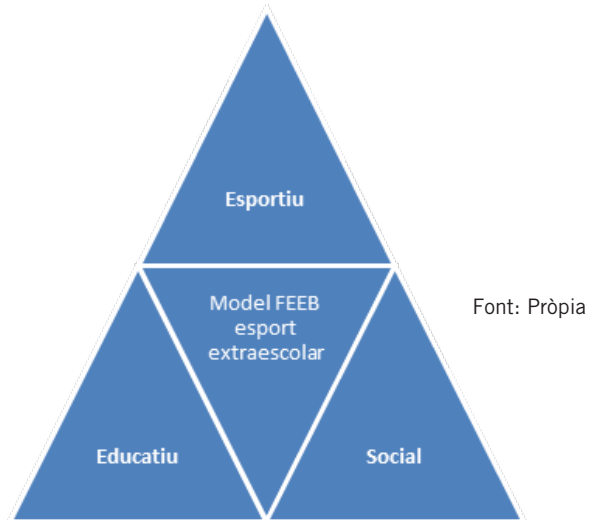 Esportiu
Model FEEB
esport
extraescolar
Font: Pròpia
Educatiu
Social